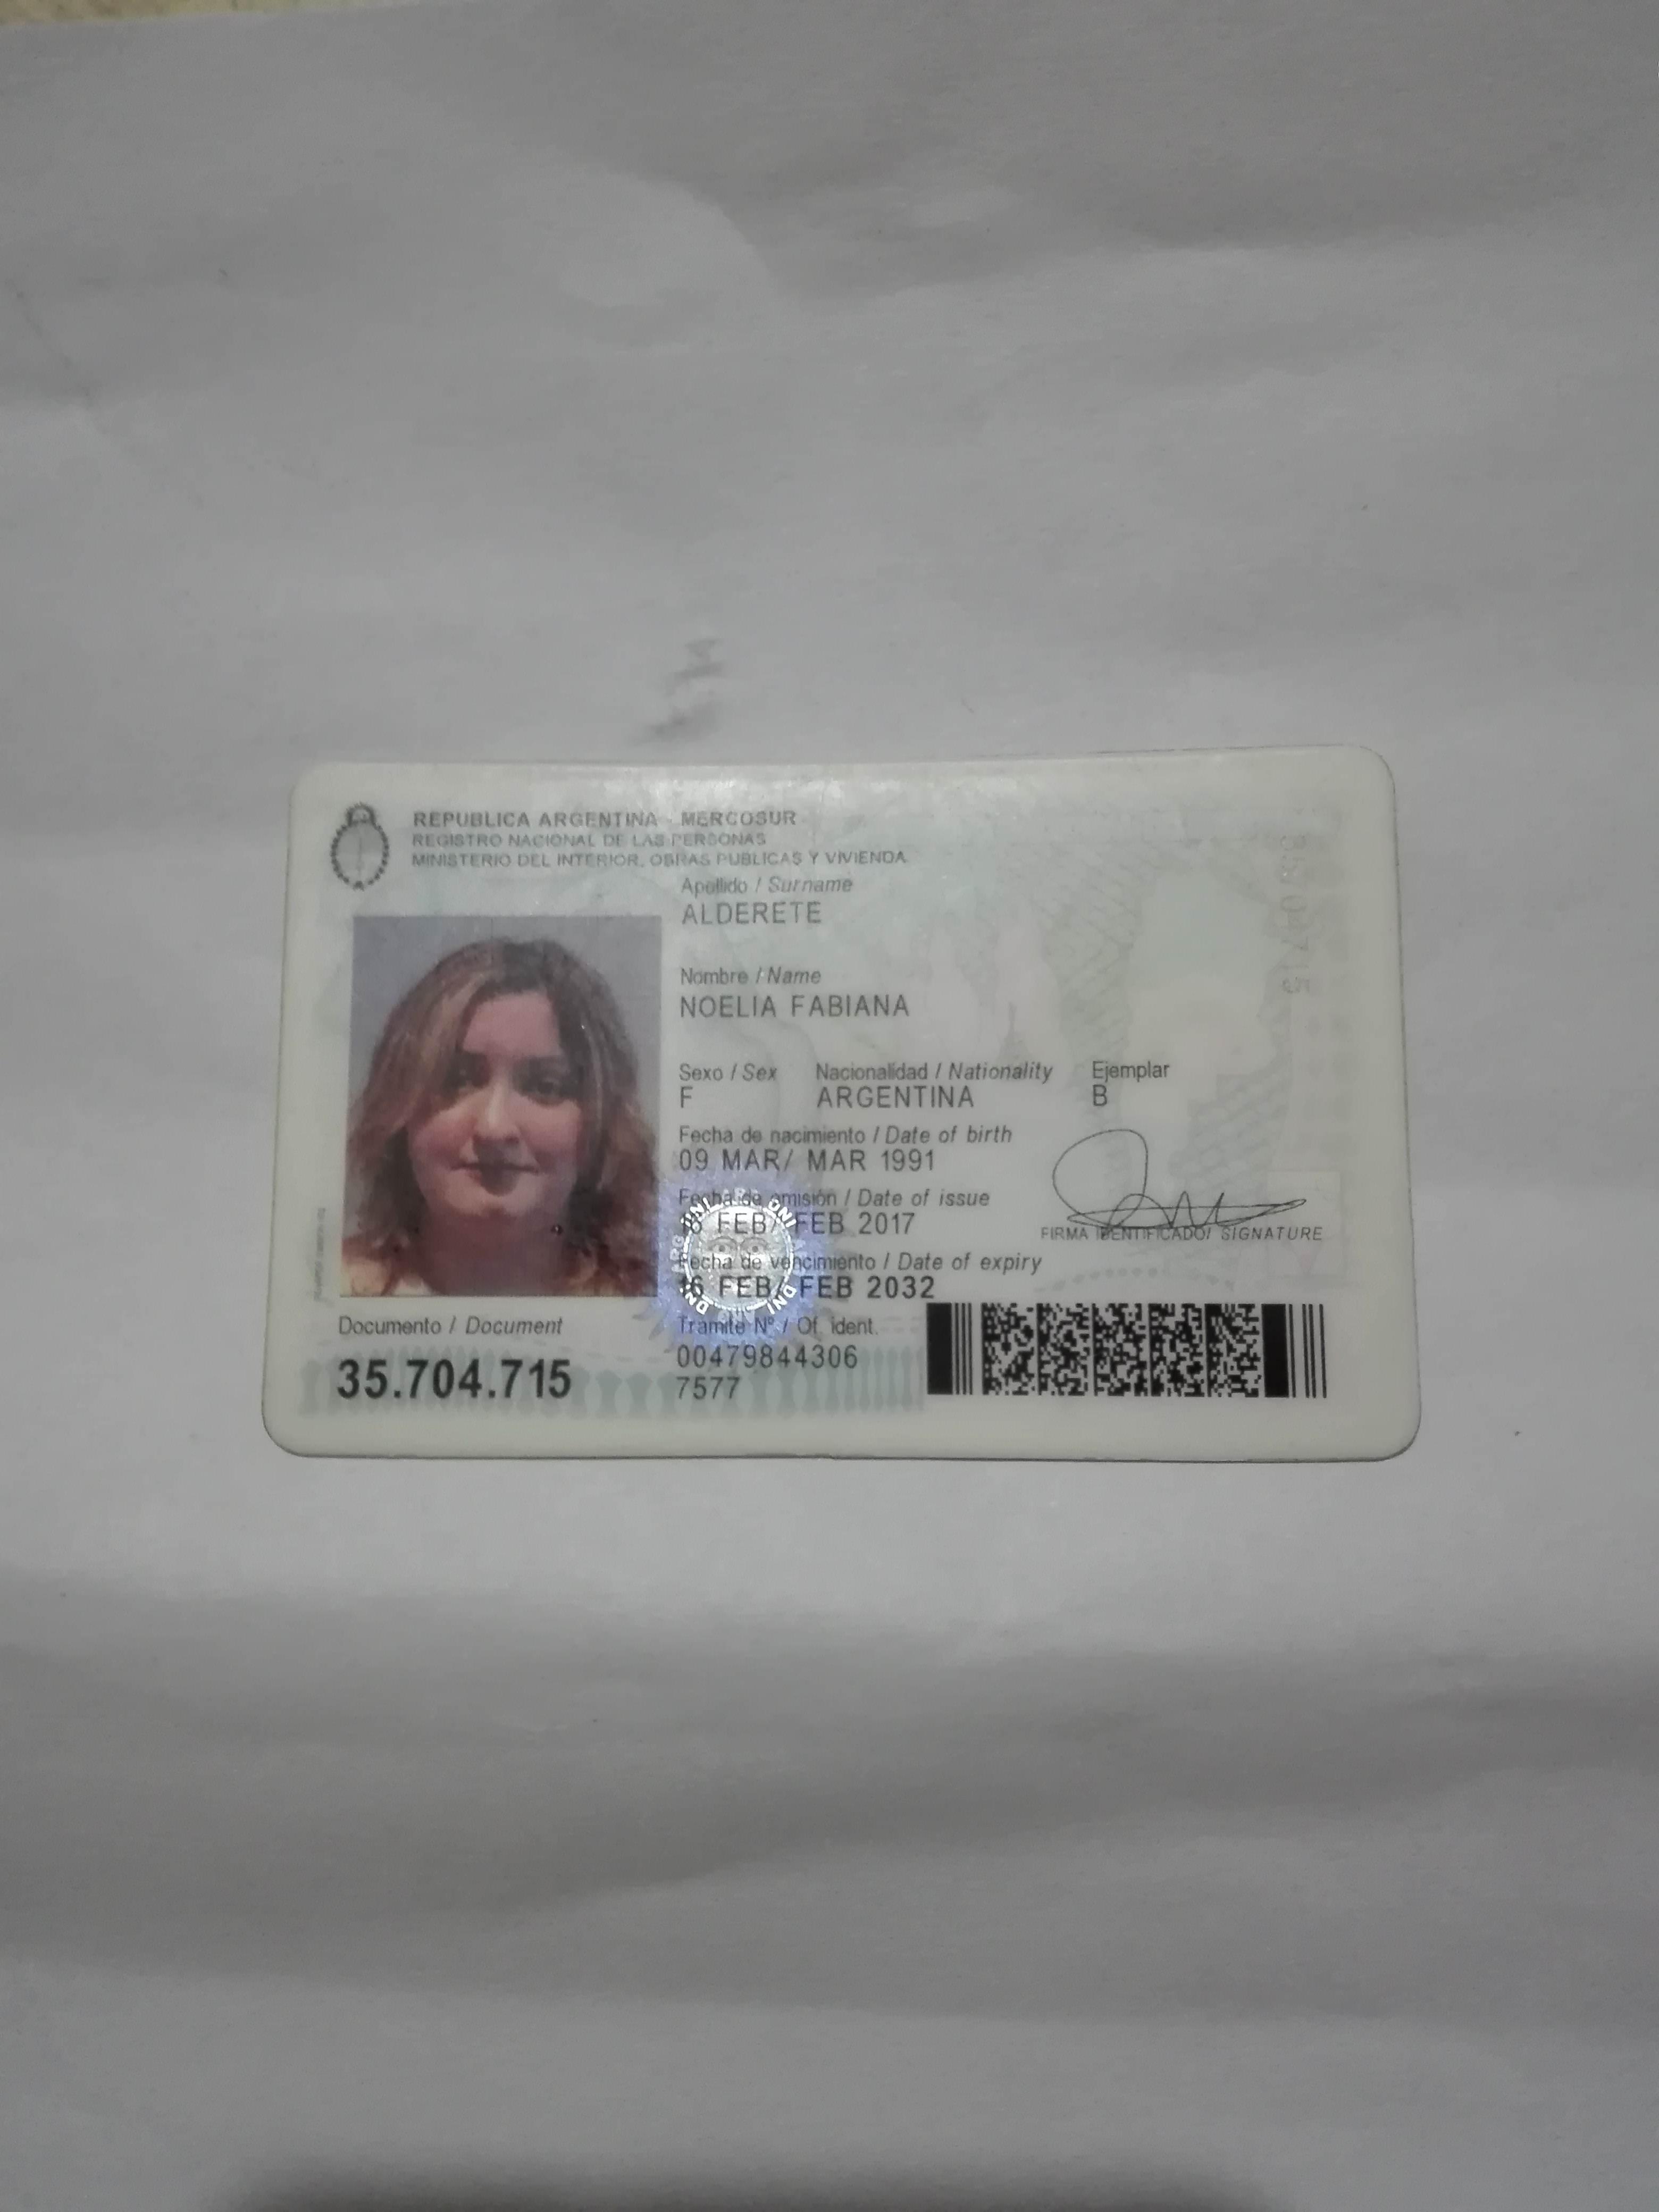 REPUBLICA ARGENTINA - MERCOSUR
REGISTRO NACIONAL DE LAS PERSONAS
MINISTERIO DEL INTERIOR, OBRAS PUBLICAS Y VIVIENDA
Apellido / Surname
ALDERETE
Nombre / Name
NOELIA FABIANA
Sexo / Sex Nacionalidad / Nationality Ejemplar
F ARGENTINA B
Fecha de nacimiento / Date of birth
09 MAR/ MAR 1991
Fecha de emisión / Date of issue
16 FEB/ FEB 2017
FIRMA IDENTIFICADO/ SIGNATURE
Fecha de vencimiento / Date of expiry
16 FEB/ FEB 2032
Documento / Document
35.704.715
Tramite Nº / Of. ident.
00479844306
7577